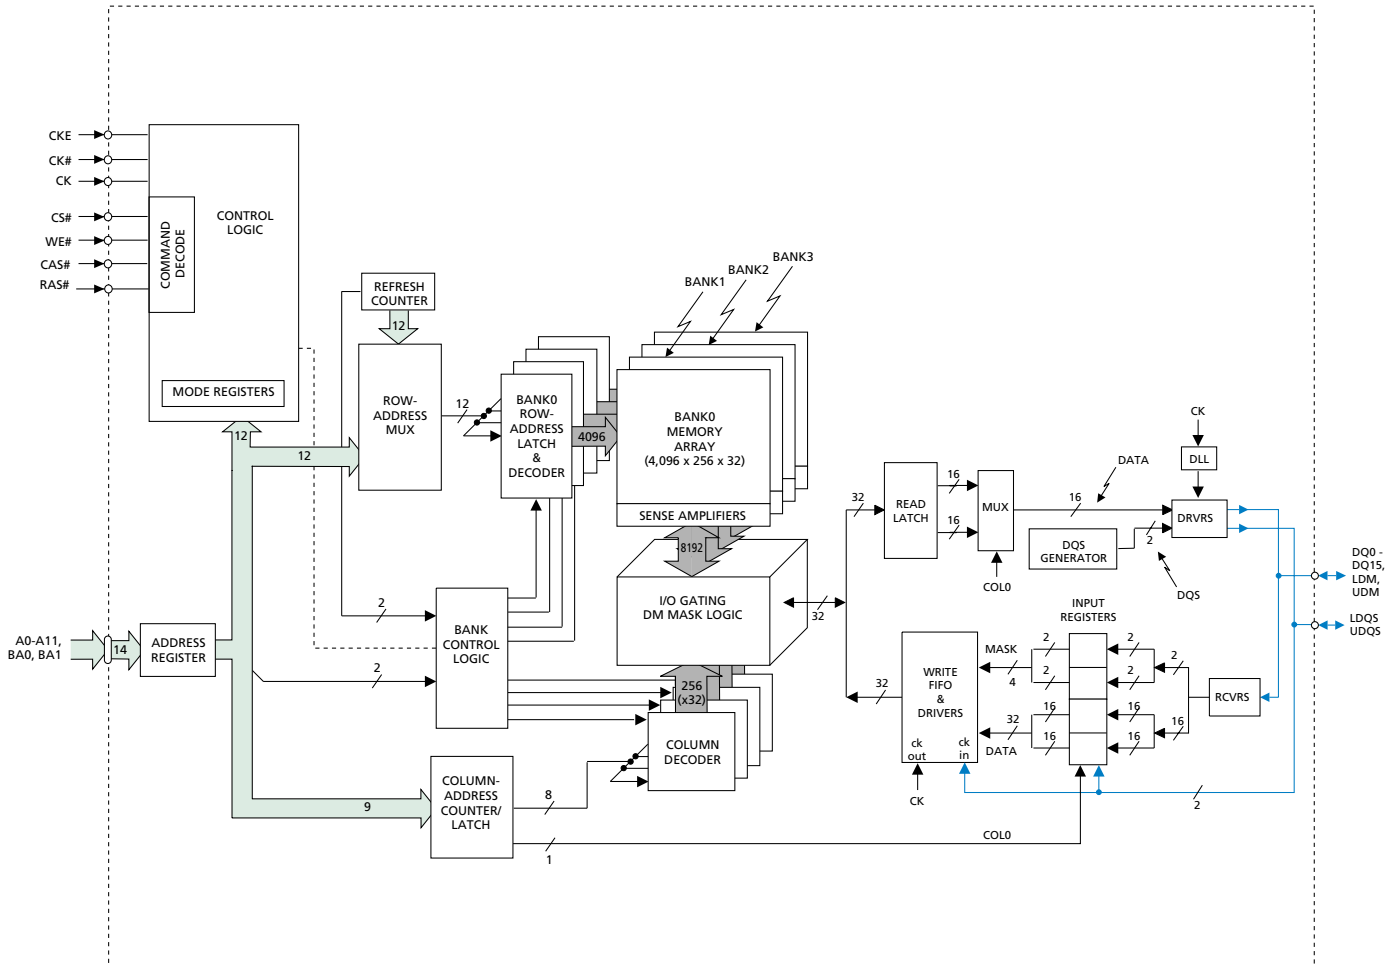 CKE
CK#
CK
CS#
WE#
CAS#
RAS#
COMMAND
DECODE
CONTROL
LOGIC
MODE REGISTERS
12
12
REFRESH
COUNTER
12
ROW-
ADDRESS
MUX
12
BANK0
ROW-
ADDRESS
LATCH
&
DECODER
4096
BANK1
BANK2
BANK3
BANK0
MEMORY
ARRAY
(4,096 x 256 x 32)
SENSE AMPLIFIERS
8192
I/O GATING
DM MASK LOGIC
32
A0-A11,
BA0, BA1
14
ADDRESS
REGISTER
2
2
BANK
CONTROL
LOGIC
256
(x32)
COLUMN
DECODER
9
COLUMN-
ADDRESS
COUNTER/
LATCH
8
1
COL0
32
READ
LATCH
16
16
MUX
COL0
16
DATA
CK
DLL
DRVRS
DQS
GENERATOR
2
DQS
DQ0 -
DQ15,
LDM,
UDM
LDQS
UDQS
INPUT
REGISTERS
32
WRITE
FIFO
&
DRIVERS
ck
out
ck
in
CK
MASK
4
32
DATA
2
2
16
16
2
2
16
16
2
16
RCVRS
2